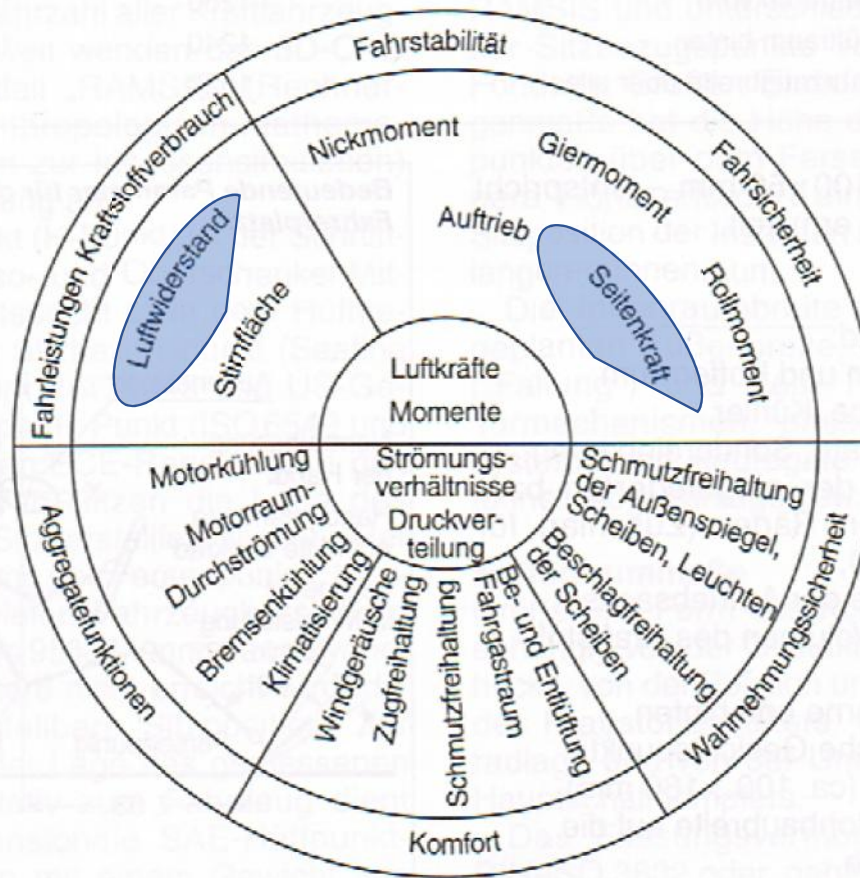 Fahrstabilität
Fahrsicherheit
Fahrleistungen Kraftstoffverbrauch
Nickmoment
Giermoment
Rollmoment
Auftrieb
Seitenkraft
Luftwiderstand
Stirnfläche
Luftkräfte
Momente
Strömungs-
verhältnisse
Druckver-
teilung
Motorkühlung
Motorraum-
Durchströmung
Bremsenkühlung
Klimatisierung
Windgeräusche
Zugfreihaltung
Schmutzfreihaltung
Be- und Entlüftung
Fahrgastraum
Beschlagfreihaltung
der Scheiben
Schmutzfreihaltung
der Außenspiegel,
Scheiben, Leuchten
Aggregatefunktionen
Komfort
Wahrnehmungssicherheit